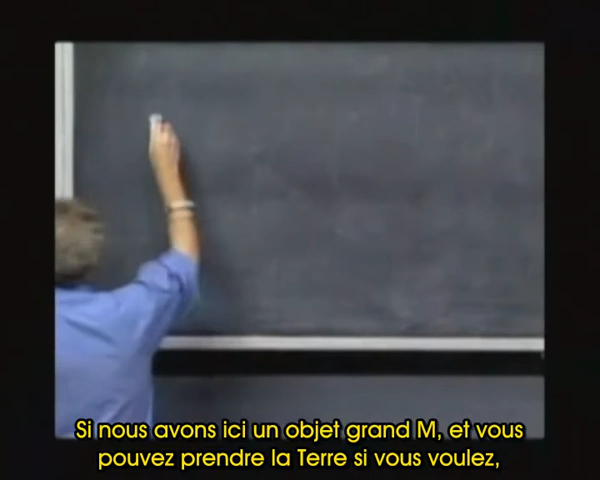 Si nous avons ici un objet grand M, et vous
pouvez prendre la Terre si vous voulez,